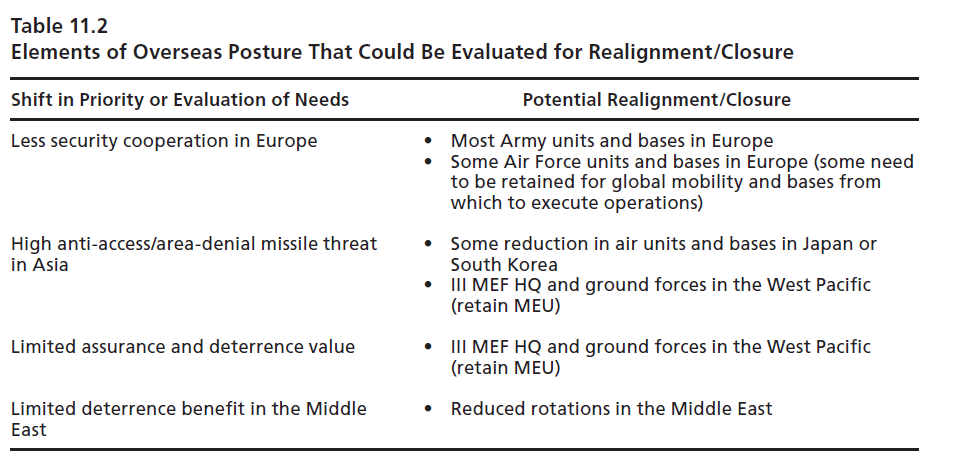 Table 11.2
Elements of Overseas Posture That Could Be Evaluated for Realignment/Closure
Shift in Priority or Evaluation of Needs
Potential Realignment/Closure
Less security cooperation in Europe
• Most Army units and bases in Europe
• Some Air Force units and bases in Europe (some need
to be retained for global mobility and bases from
which to execute operations)
High anti-access/area-denial missile threat
in Asia
• Some reduction in air units and bases in Japan or
South Korea
• III MEF HQ and ground forces in the West Pacific
(retain MEU)
Limited assurance and deterrence value
• III MEF HQ and ground forces in the West Pacific
(retain MEU)
Limited deterrence benefit in the Middle
East
• Reduced rotations in the Middle East